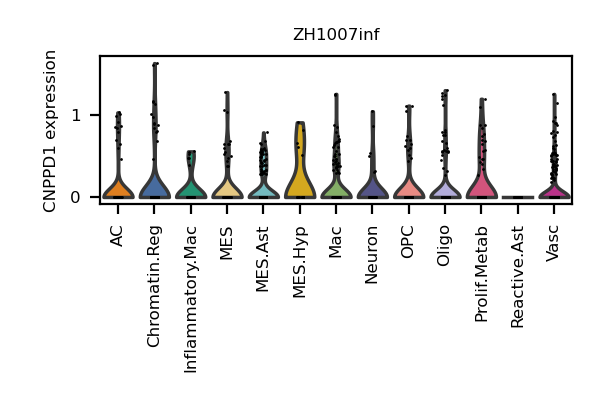 ZH1007inf
CNPPD1 expression
1
0
AC
Chromatin.Reg
Inflammatory.Mac
MES
MES.Ast
MES.Hyp
Mac
Neuron
OPC
Oligo
Prolif.Metab
Reactive.Ast
Vasc